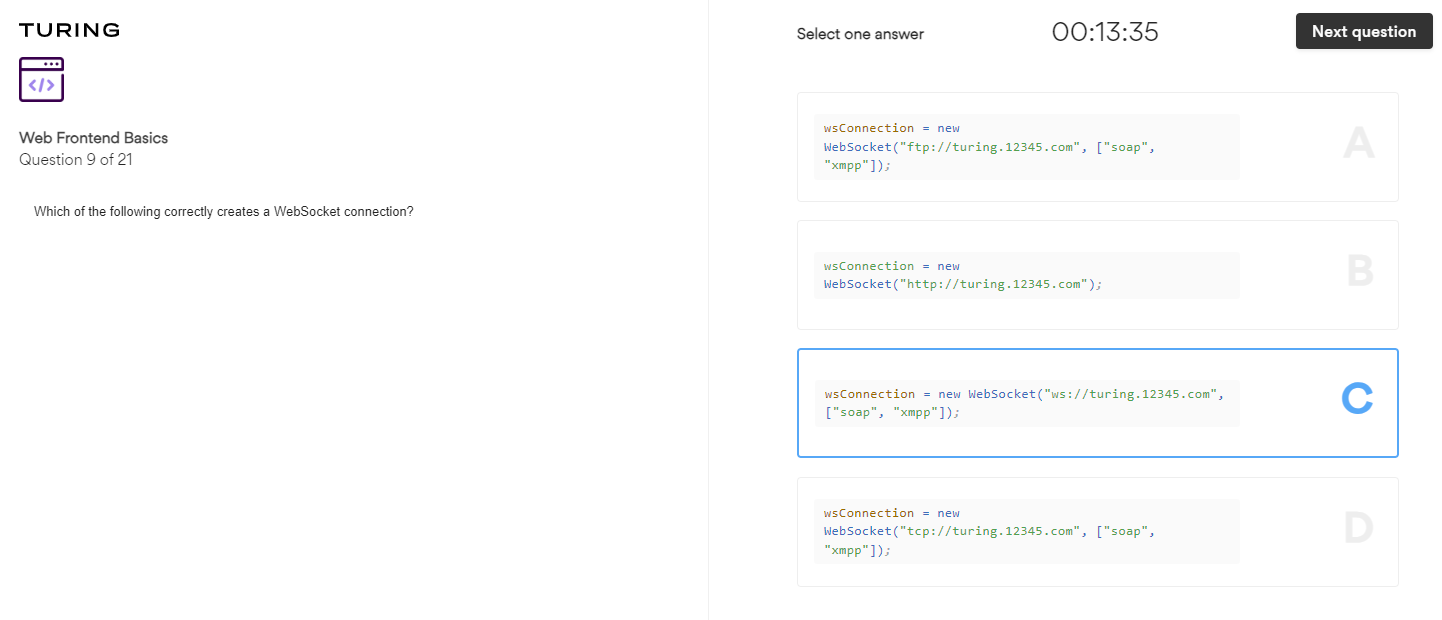 TURING
</>
Web Frontend Basics
Question 9 of 21
Which of the following correctly creates a WebSocket connection?
Select one answer
00:13:35
Next question
wsConnection = new
WebSocket("ftp://turing.12345.com", ["soap",
"xmpp"]);
A
wsConnection = new
WebSocket("http://turing.12345.com");
B
wsConnection = new WebSocket("ws://turing.12345.com",
["soap", "xmpp"]);
C
wsConnection = new
WebSocket("tcp://turing.12345.com", ["soap",
"xmpp"]);
D